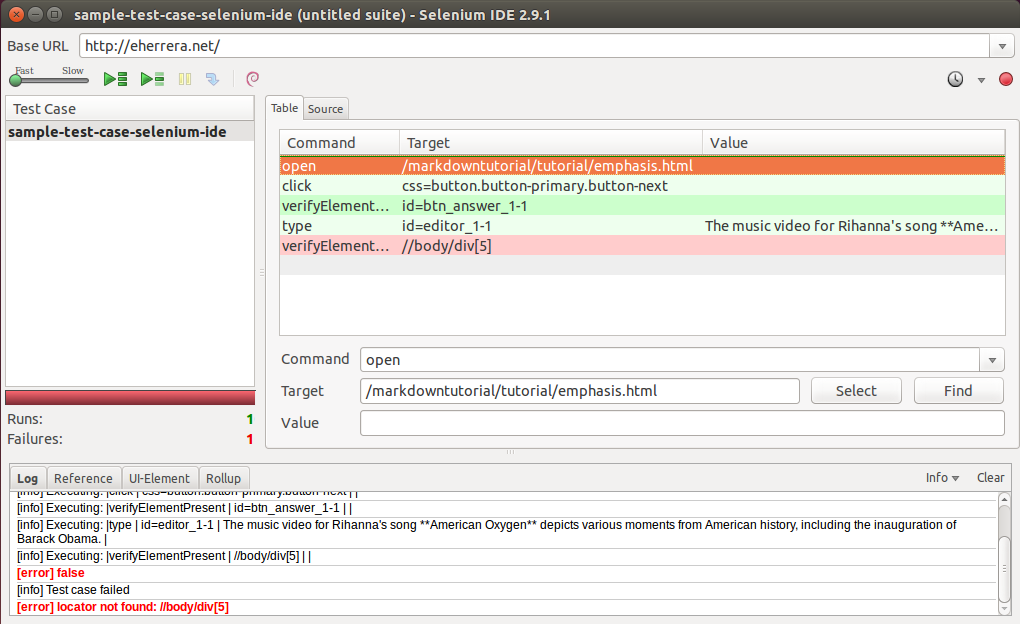 sample-test-case-selenium-ide (untitled suite) - Selenium IDE 2.9.1
Base URL http://eherrera.net/
Fast Slow
Test Case
sample-test-case-selenium-ide
Runs: 1
Failures: 1
Table Source
Command Target Value
open /markdowntutorial/tutorial/emphasis.html
click css=button.button-primary.button-next
verifyElement… id=btn_answer_1-1
type id=editor_1-1 The music video for Rihanna's song **Ame…
verifyElement… //body/div[5]
Command open
Target /markdowntutorial/tutorial/emphasis.html Select Find
Value
Log Reference UI-Element Rollup Info Clear
[info] Executing: |click | css=button.button-primary.button-next | |
[info] Executing: |verifyElementPresent | id=btn_answer_1-1 | |
[info] Executing: |type | id=editor_1-1 | The music video for Rihanna's song **American Oxygen** depicts various moments from American history, including the inauguration of
Barack Obama. |
[info] Executing: |verifyElementPresent | //body/div[5] | |
[error] false
[info] Test case failed
[error] locator not found: //body/div[5]